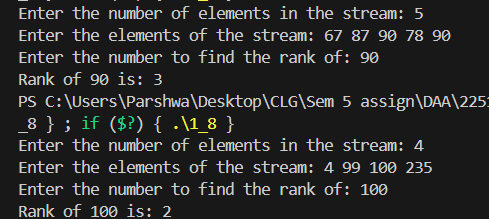 Enter the number of elements in the stream: 5
Enter the elements of the stream: 67 87 90 78 90
Enter the number to find the rank of: 90
Rank of 90 is: 3
PS C:\Users\Parshwa\Desktop\CLG\Sem 5 assign\DAA\2251
_8 } ; if ($?) { .\1_8 }
Enter the number of elements in the stream: 4
Enter the elements of the stream: 4 99 100 235
Enter the number to find the rank of: 100
Rank of 100 is: 2